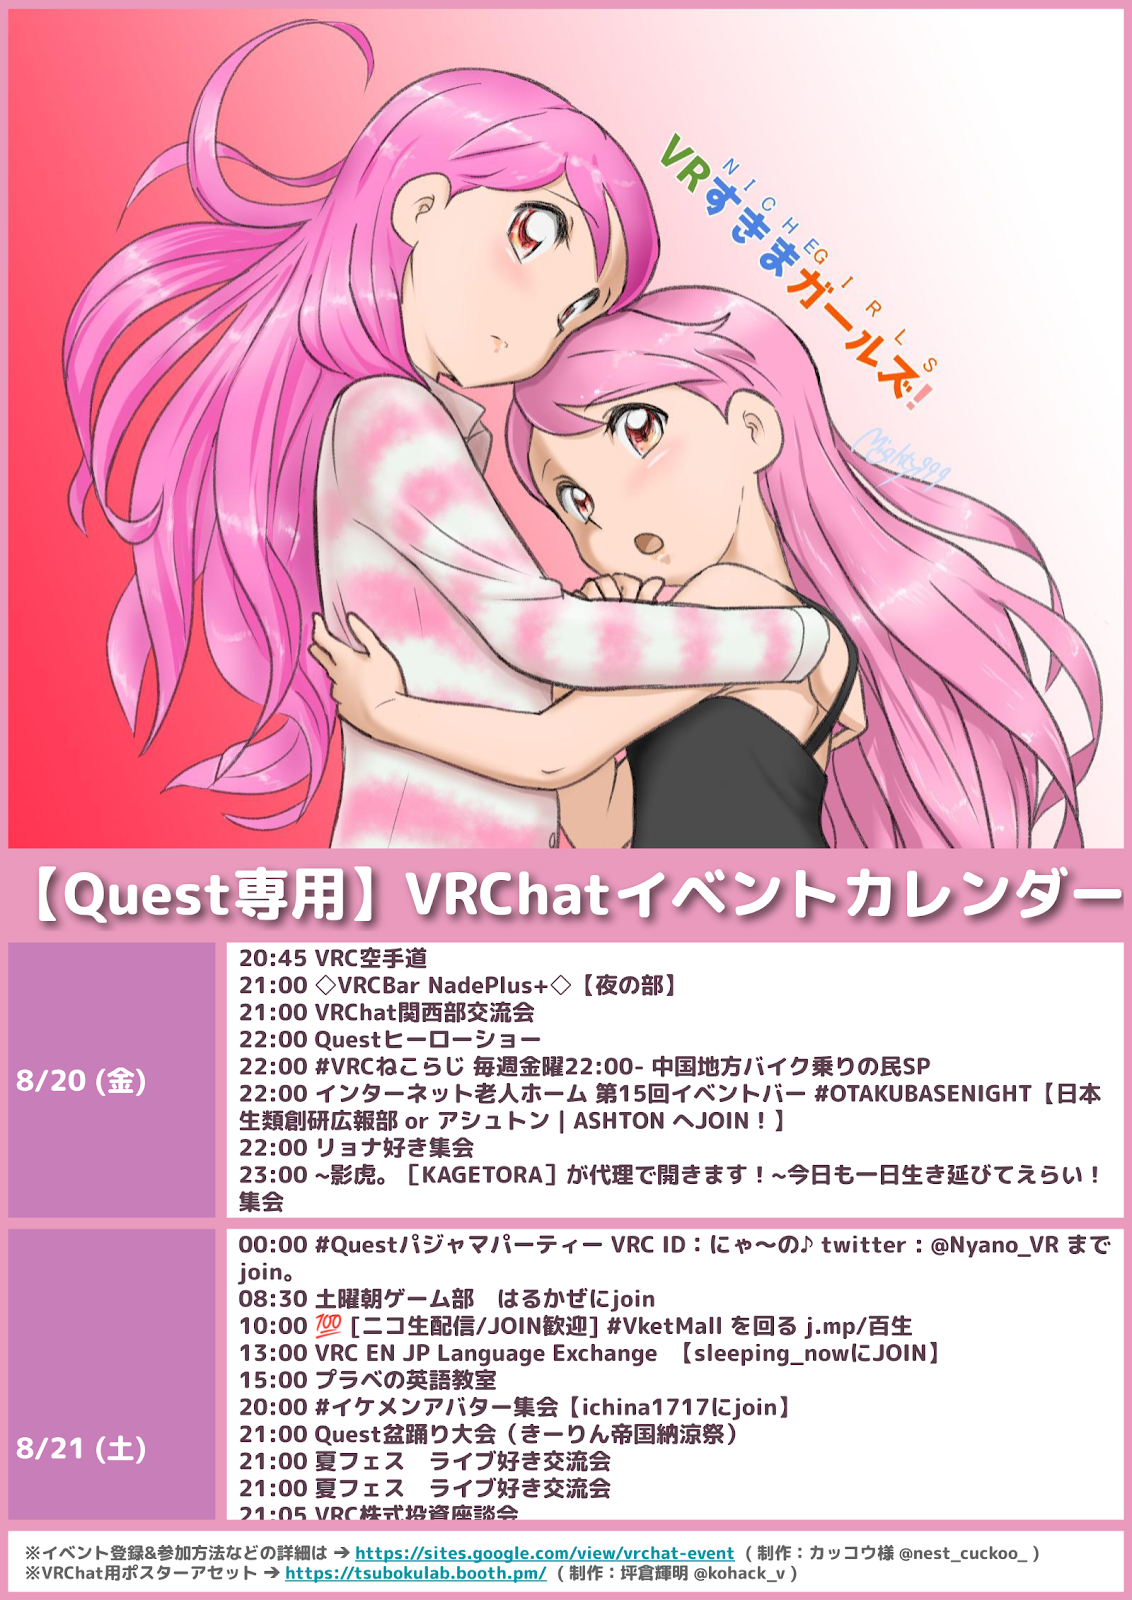 NICHE GIRLS
VRすきまガールズ!
Mighty999
【Quest専用】VRChatイベントカレンダー
8/20 (金)
20:45 VRC空手道
21:00 ◇VRCBar NadePlus+◇【夜の部】
21:00 VRChat関西部交流会
22:00 Questヒーローショー
22:00 #VRCねこらじ 毎週金曜22:00- 中国地方バイク乗りの民SP
22:00 インターネット老人ホーム 第15回イベントバー #OTAKUBASENIGHT【日本
生類創研広報部 or アシュトン | ASHTON へJOIN！】
22:00 リョナ好き集会
23:00 ~影虎。［KAGETORA］が代理で開きます！~今日も一日生き延びてえらい！
集会
8/21 (土)
00:00 #Questパジャマパーティー VRC ID：にゃ〜の♪ twitter : @Nyano_VR まで
join。
08:30 土曜朝ゲーム部　はるかぜにjoin
10:00 💯 [ニコ生配信/JOIN歓迎] #VketMall を回る j.mp/百生
13:00 VRC EN JP Language Exchange 【sleeping_nowにJOIN】
15:00 プラベの英語教室
20:00 #イケメンアバター集会【ichina1717にjoin】
21:00 Quest盆踊り大会（きーりん帝国納涼祭）
21:00 夏フェス　ライブ好き交流会
21:00 夏フェス　ライブ好き交流会
21:05 VRC株式投資座談会
※イベント登録&参加方法などの詳細は → https://sites.google.com/view/vrchat-event （制作：カッコウ様 @nest_cuckoo_ ）
※VRChat用ポスターアセット → https://tsubokulab.booth.pm/ （制作：坪倉輝明 @kohack_v ）